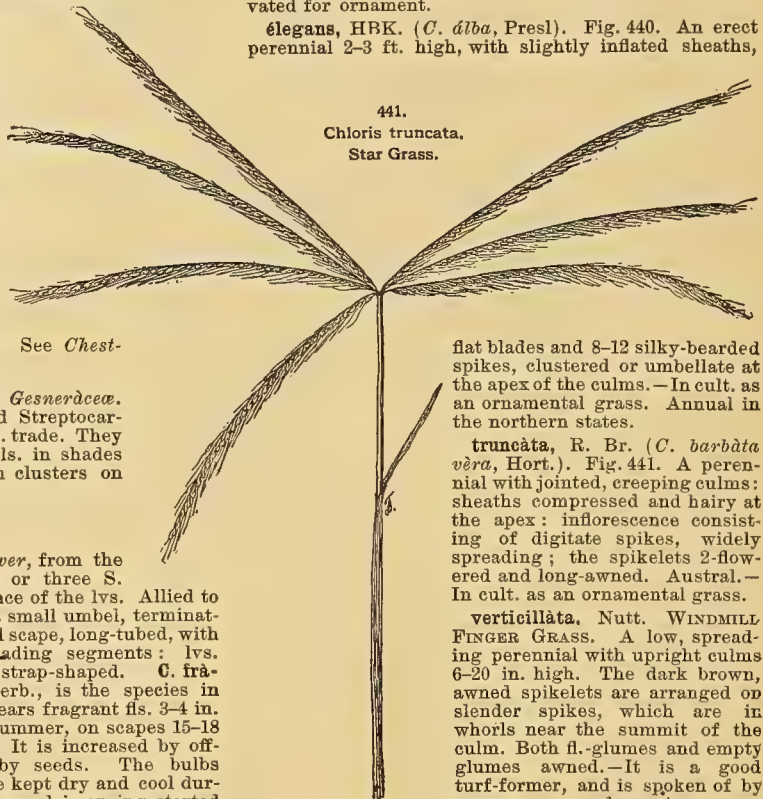 vated for ornament.
élegans, HBK. (C. álba, Presl). Fig. 440. An erect
perennial 2–3 ft. high, with slightly inflated sheaths,
441.
Chloris truncata.
Star Grass.
See Chest-
Gesneràceæ.
d Streptocar-
. trade. They
ls. in shades
n clusters on
ver, from the
or three S.
nce of the lvs. Allied to
small umbel, terminat-
l scape, long-tubed, with
ading segments: lvs.
strap-shaped. C. frà-
erb., is the species in
ears fragrant fls. 3–4 in.
ummer, on scapes 15–18
It is increased by off-
by seeds. The bulbs
e kept dry and cool dur-
flat blades and 8–12 silky-bearded
spikes, clustered or umbellate at
the apex of the culms.—In cult. as
an ornamental grass. Annual in
the northern states.
truncàta, R. Br. (C. barbàta
vèra, Hort.). Fig. 441. A peren-
nial with jointed, creeping culms:
sheaths compressed and hairy at
the apex: inflorescence consist-
ing of digitate spikes, widely
spreading; the spikelets 2-flow-
ered and long-awned. Austral.—
In cult. as an ornamental grass.
verticillàta, Nutt. WINDMILL
FINGER GRASS. A low, spread-
ing perennial with upright culms
6–20 in. high. The dark brown,
awned spikelets are arranged on
slender spikes, which are in
whorls near the summit of the
culm. Both fl.-glumes and empty
glumes awned.—It is a good
turf-former, and is spoken of by